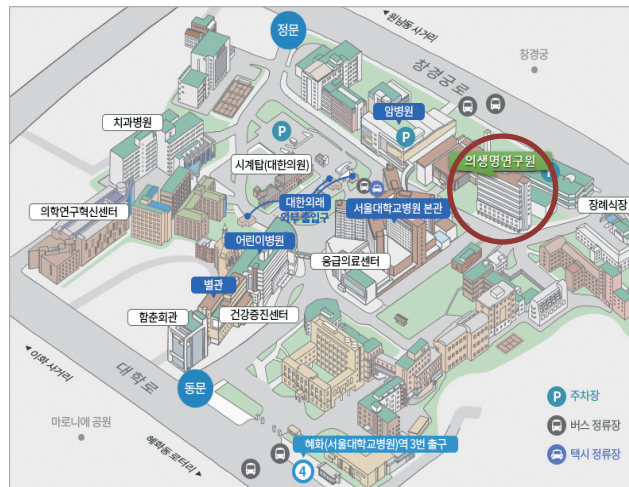 정문
◀원남동 사거리
창경궁
창경궁로
암병원
P
치과병원
P
의생명연구원
시계탑(대한의원)
대한외래
외부출입구
서울대학교병원 본관
장례식장
의학연구혁신센터
어린이병원
응급의료센터
별관
함춘회관
건강증진센터
◀이화 사거리
대학로
동문
마로니에 공원
혜화동 로터리▶
혜화(서울대학교병원)역 3번 출구
4
P 주차장
버스 정류장
택시 정류장